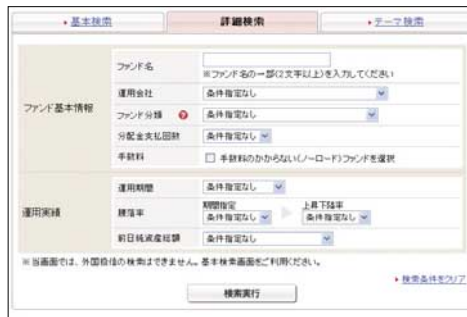 基本検索 詳細検索 テーマ検索
ファンド基本情報
ファンド名
※ファンド名の一部(2文字以上)を入力してください
運用会社 条件指定なし
ファンド分類 条件指定なし
分配金支払回数 条件指定なし
手数料 手数料のかからない(ノーロード)ファンドを選択
運用実績
運用期間 条件指定なし
騰落率 期間指定 条件指定なし 上昇下降率 条件指定なし
前日純資産総額 条件指定なし
※当画面では、外国投信の検索はできません。基本検索画面をご利用ください。
検索条件をクリア
検索実行